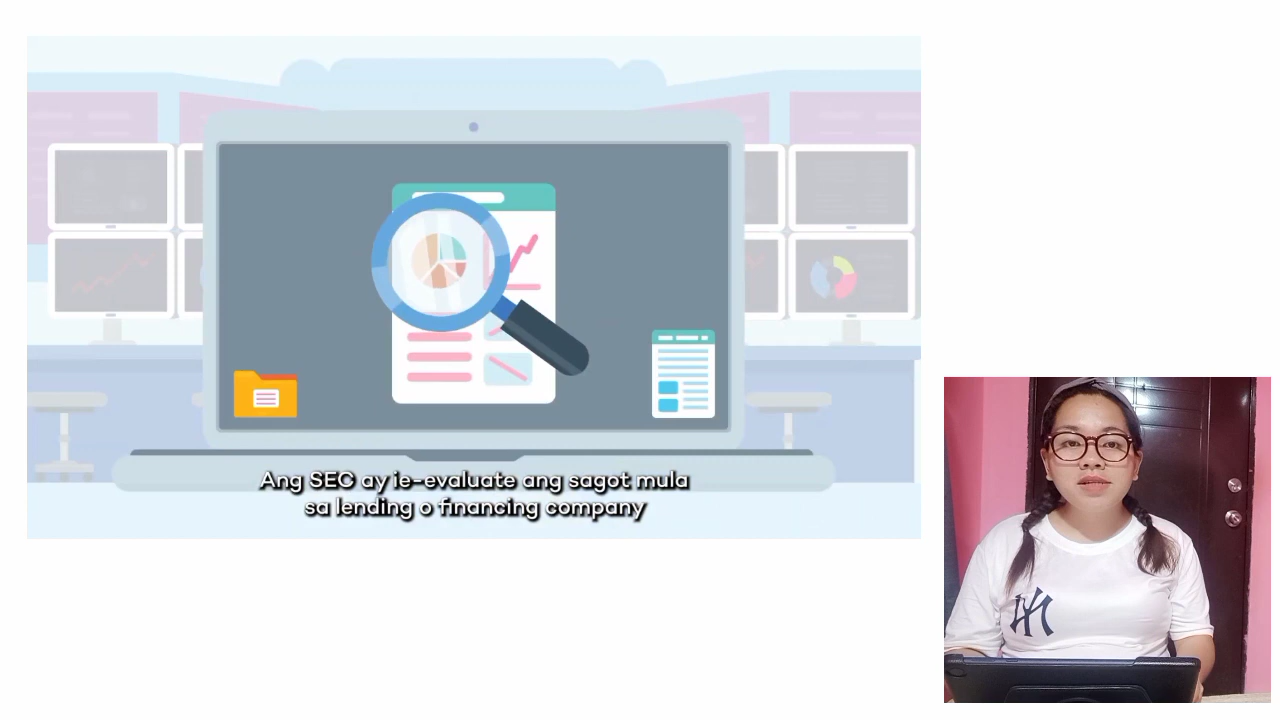 Ang SEC ay ie-evaluate ang sagot mula
sa lending o financing company